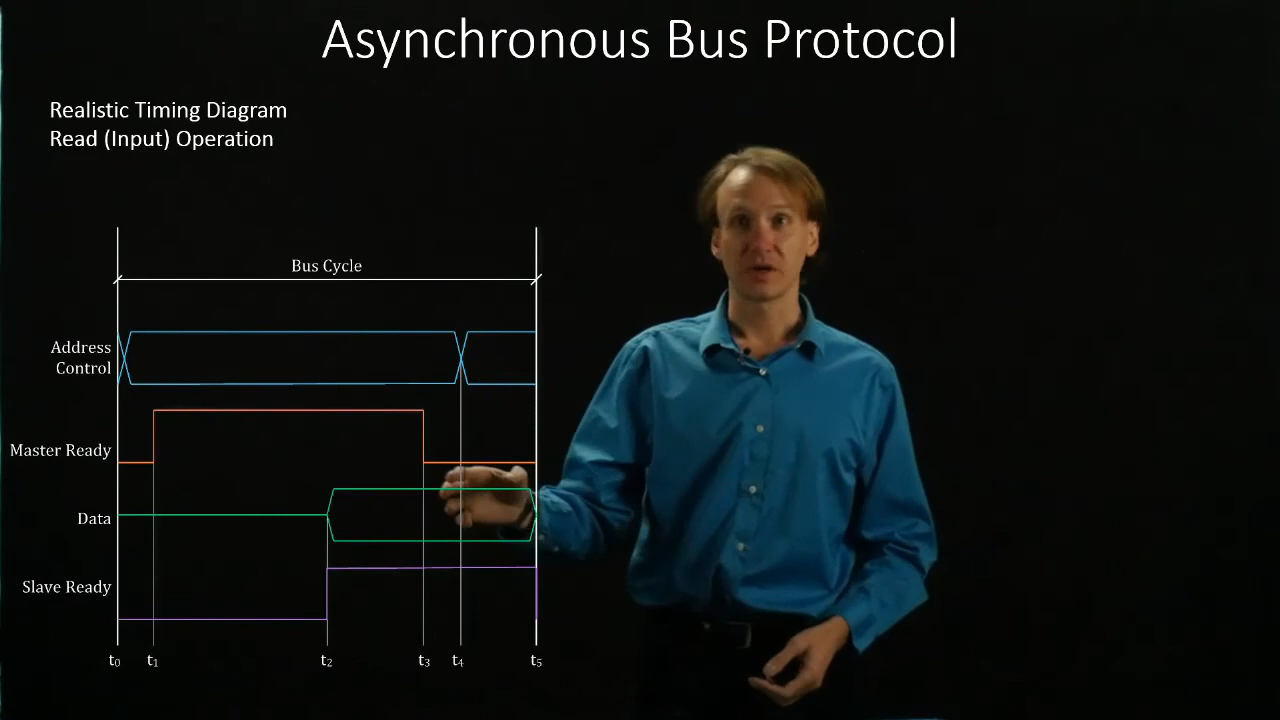 Asynchronous Bus Protocol
Realistic Timing Diagram
Read (Input) Operation
Bus Cycle
Address
Control
Master Ready
Data
Slave Ready
t₀ t₁ t₂ t₃ t₄ t₅